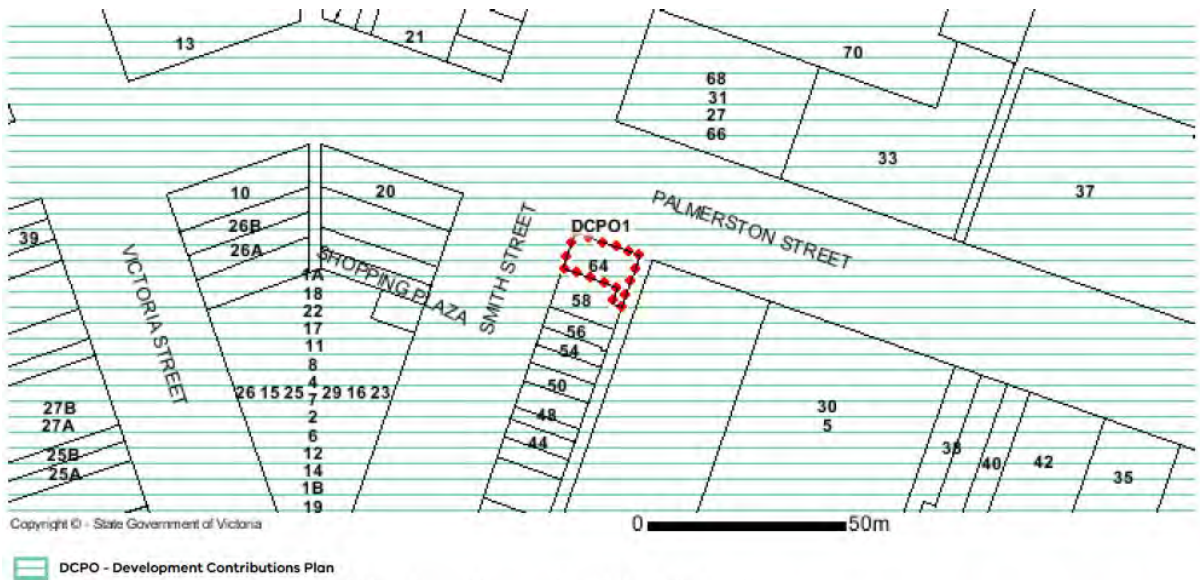 13
21
70
68
31
27
66
33
37
10
20
26B
26A
39
DCPO1
64
PALMERSTON STREET
SMITH STREET
SHOPPING PLAZA
VICTORIA STREET
1A
18
22
17
11
8
4
26 15 25 7 29 16 23
2
6
12
14
1B
19
58
56
54
50
48
44
27B
27A
25B
25A
30
5
38
40
42
35
Copyright © - State Government of Victoria
0 50m
DCPO - Development Contributions Plan